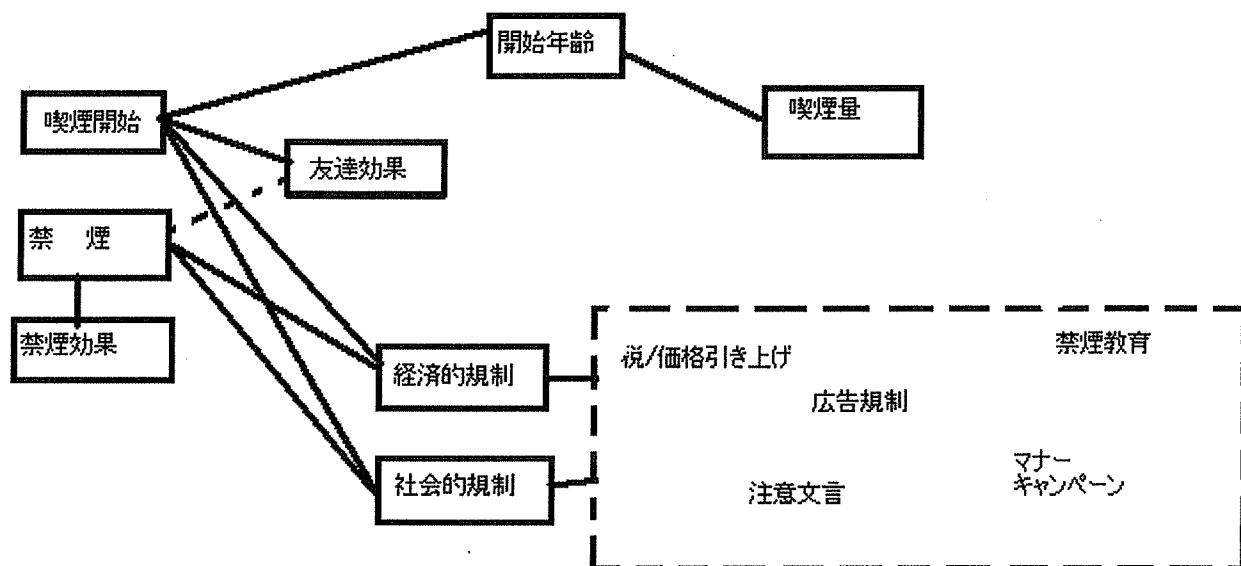 開始年齢
喫煙量
喫煙開始
友達効果
禁 煙
禁煙効果
経済的規制
社会的規制
税/価格引き上げ
禁煙教育
広告規制
マナー
キャンペーン
注意文言